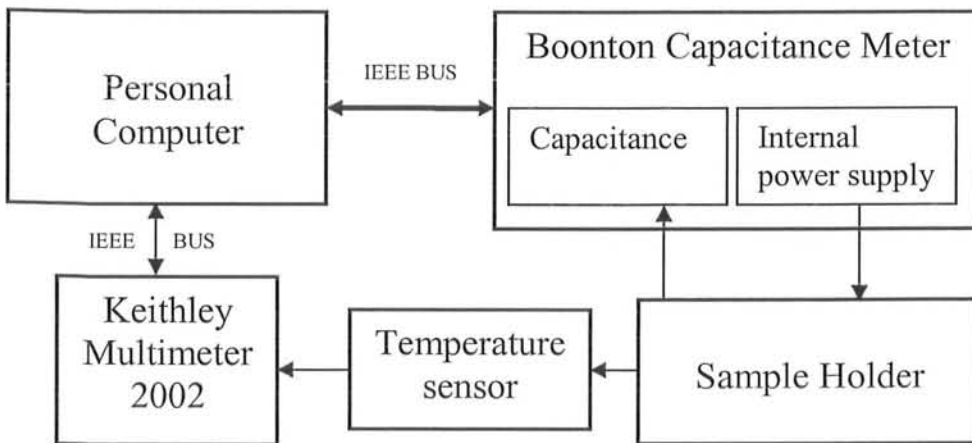 Personal
Computer
IEEE BUS
Boonton Capacitance Meter
Capacitance
Internal
power supply
IEEE BUS
Keithley
Multimeter
2002
Temperature
sensor
Sample Holder